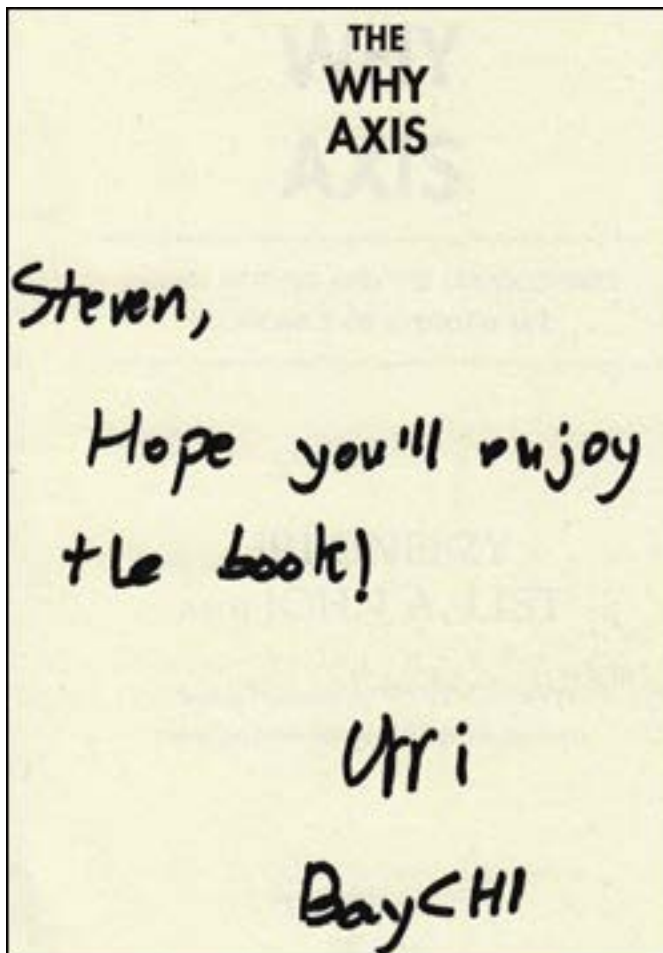 THE
WHY
AXIS
Steven,
Hope you'll enjoy
the book!
Uri
BayCHI